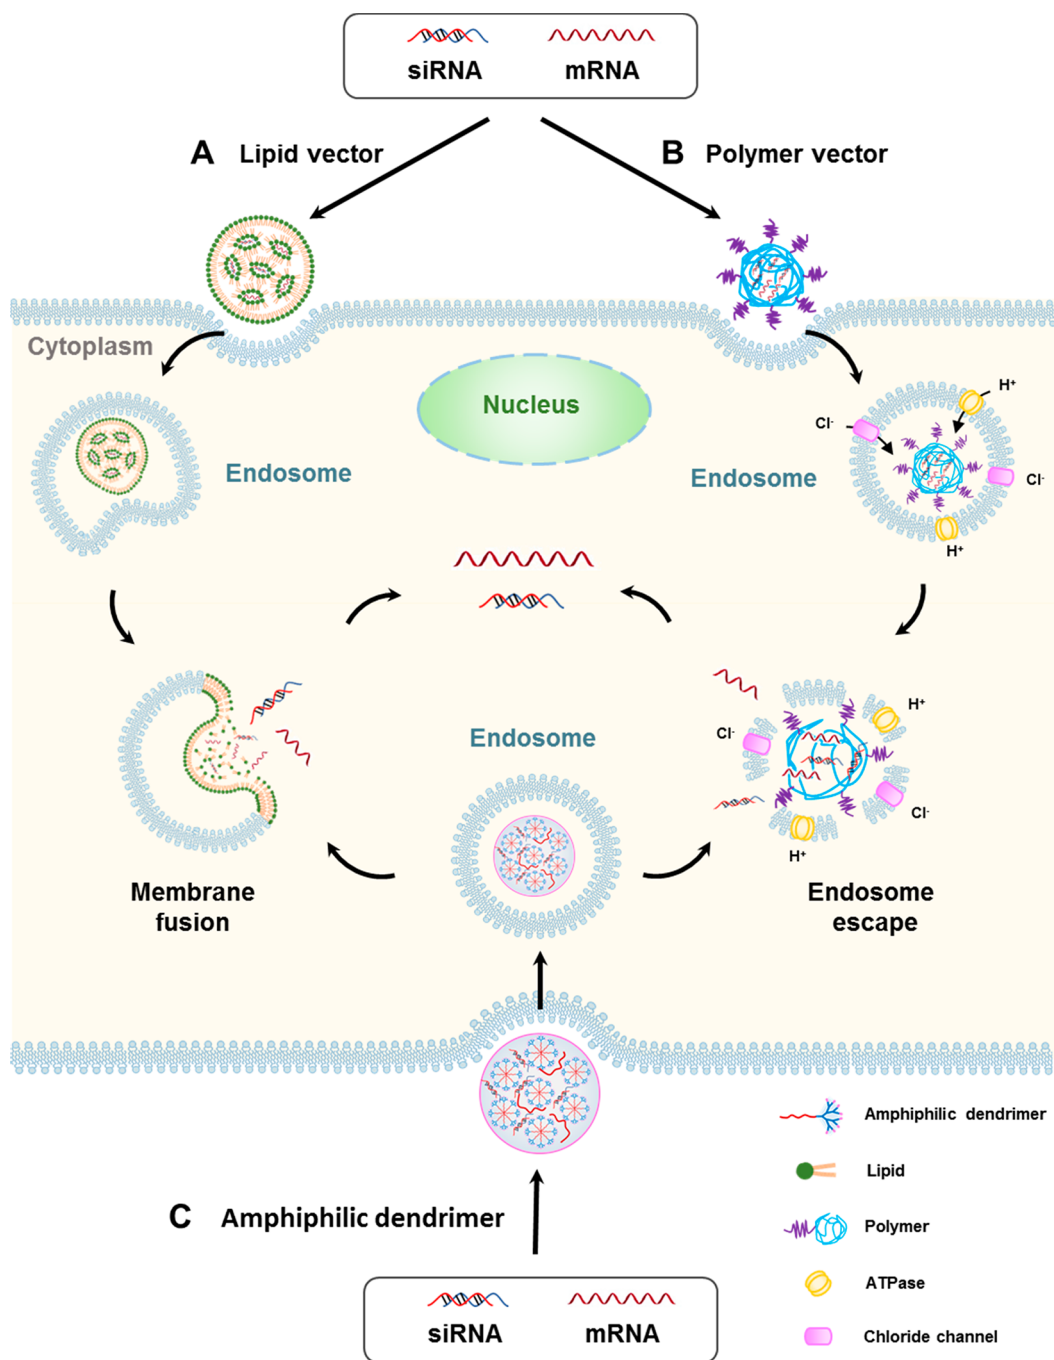 siRNA mRNA
A Lipid vector
B Polymer vector
Cytoplasm
Nucleus
Endosome
Endosome
H⁺
Cl⁻
Cl⁻
H⁺
Endosome
H⁺
Cl⁻
Cl⁻
H⁺
Membrane
fusion
Endosome
escape
C Amphiphilic dendrimer
siRNA mRNA
Amphiphilic dendrimer
Lipid
Polymer
ATPase
Chloride channel